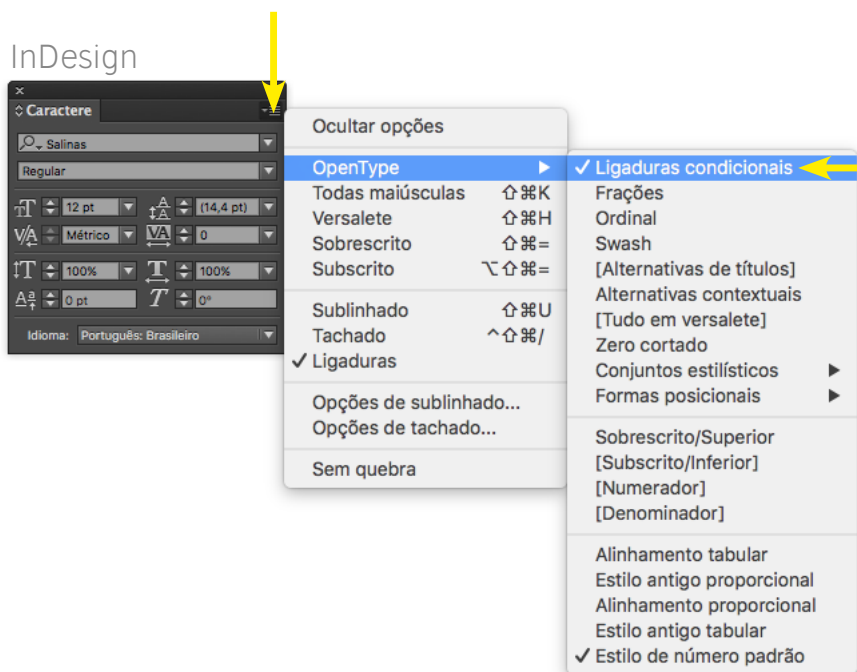 InDesign
Caractere
Salinas
Regular
12 pt
(14,4 pt)
Métrico
0
100%
100%
0 pt
0°
Idioma: Português: Brasileiro
Ocultar opções
OpenType
Todas maiúsculas ⇧⌘K
Versalete ⇧⌘H
Sobrescrito ⇧⌘=
Subscrito ⌥⇧⌘=
Sublinhado ⇧⌘U
Tachado ^⇧⌘/
✓ Ligaduras
Opções de sublinhado...
Opções de tachado...
Sem quebra
✓ Ligaduras condicionais
Frações
Ordinal
Swash
[Alternativas de títulos]
Alternativas contextuais
[Tudo em versalete]
Zero cortado
Conjuntos estilísticos
Formas posicionais
Sobrescrito/Superior
[Subscrito/Inferior]
[Numerador]
[Denominador]
Alinhamento tabular
Estilo antigo proporcional
Alinhamento proporcional
Estilo antigo tabular
✓ Estilo de número padrão